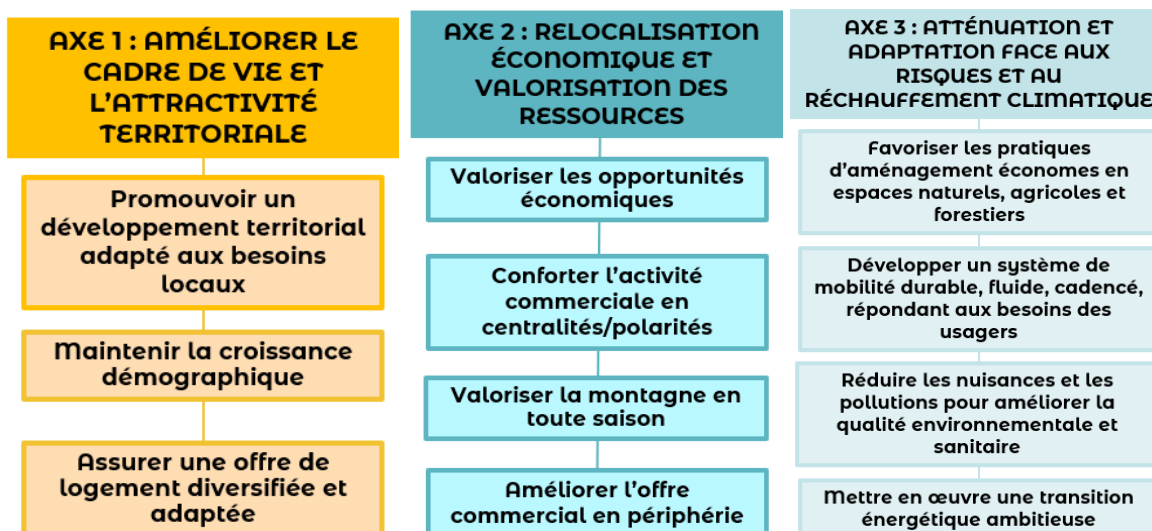 AXE 1 : AMÉLIORER LE
CADRE DE VIE ET
L'ATTRACTIVITÉ
TERRITORIALE
Promouvoir un
développement territorial
adapté aux besoins
locaux
Maintenir la croissance
démographique
Assurer une offre de
logement diversifiée et
adaptée
AXE 2 : RELOCALISATION
ÉCONOMIQUE ET
VALORISATION DES
RESSOURCES
Valoriser les opportunités
économiques
Conforter l'activité
commerciale en
centralités/polarités
Valoriser la montagne en
toute saison
Améliorer l'offre
commercial en périphérie
AXE 3 : ATTÉNUATION ET
ADAPTATION FACE AUX
RISQUES ET AU
RÉCHAUFFEMENT CLIMATIQUE
Favoriser les pratiques
d'aménagement économes en
espaces naturels, agricoles et
forestiers
Développer un système de
mobilité durable, fluide, cadencé,
répondant aux besoins des
usagers
Réduire les nuisances et les
pollutions pour améliorer la
qualité environnementale et
sanitaire
Mettre en œuvre une transition
énergétique ambitieuse